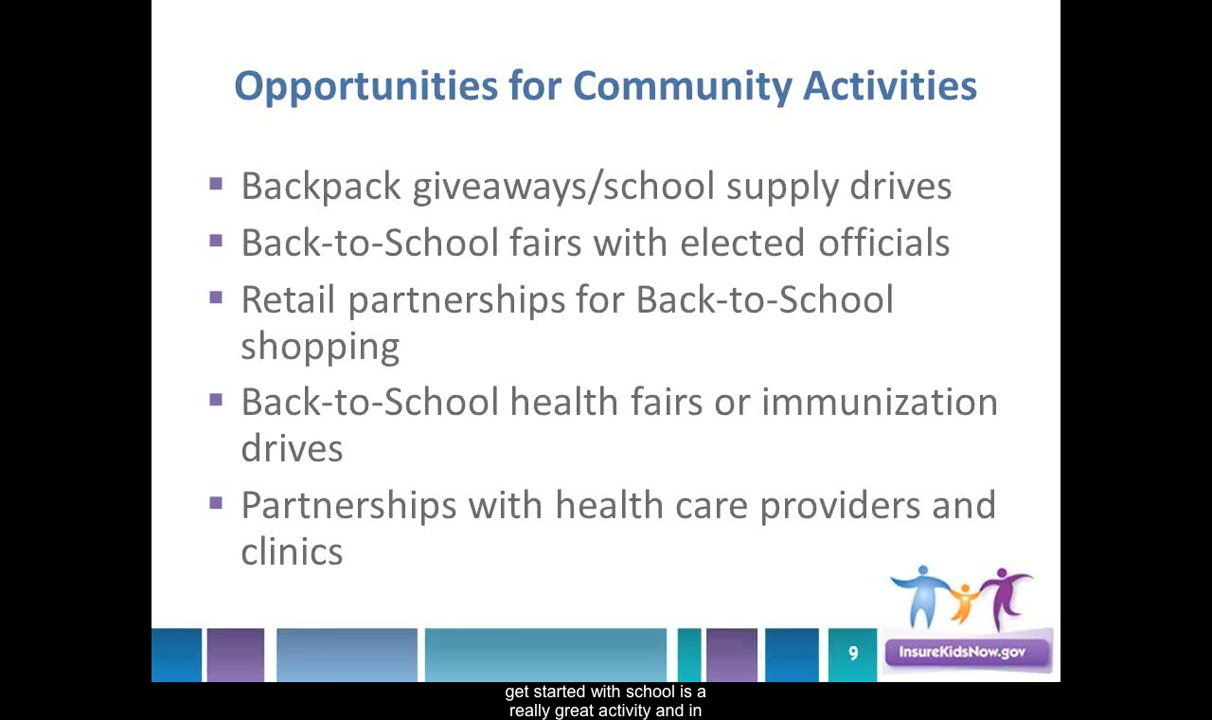 Opportunities for Community Activities
▪ Backpack giveaways/school supply drives
▪ Back-to-School fairs with elected officials
▪ Retail partnerships for Back-to-School
shopping
▪ Back-to-School health fairs or immunization
drives
▪ Partnerships with health care providers and
clinics
9
InsureKidsNow.gov
get started with school is a
really great activity and in